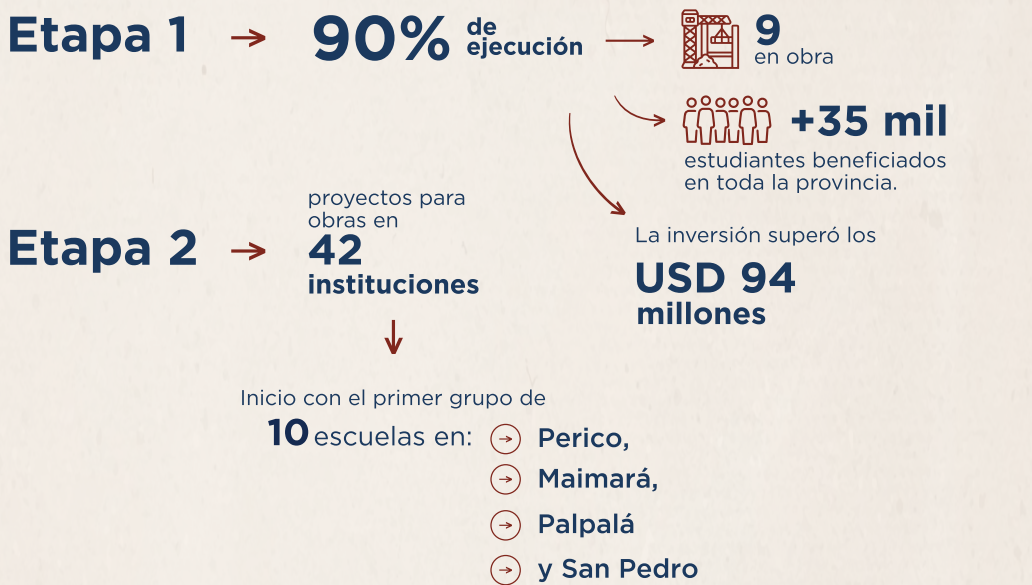 Etapa 1
90% de
ejecución
9
en obra
+35 mil
estudiantes beneficiados
en toda la provincia.
La inversión superó los
USD 94
millones
Etapa 2
proyectos para
obras en
42
instituciones
Inicio con el primer grupo de
10 escuelas en:
Perico,
Maimará,
Palpalá
y San Pedro